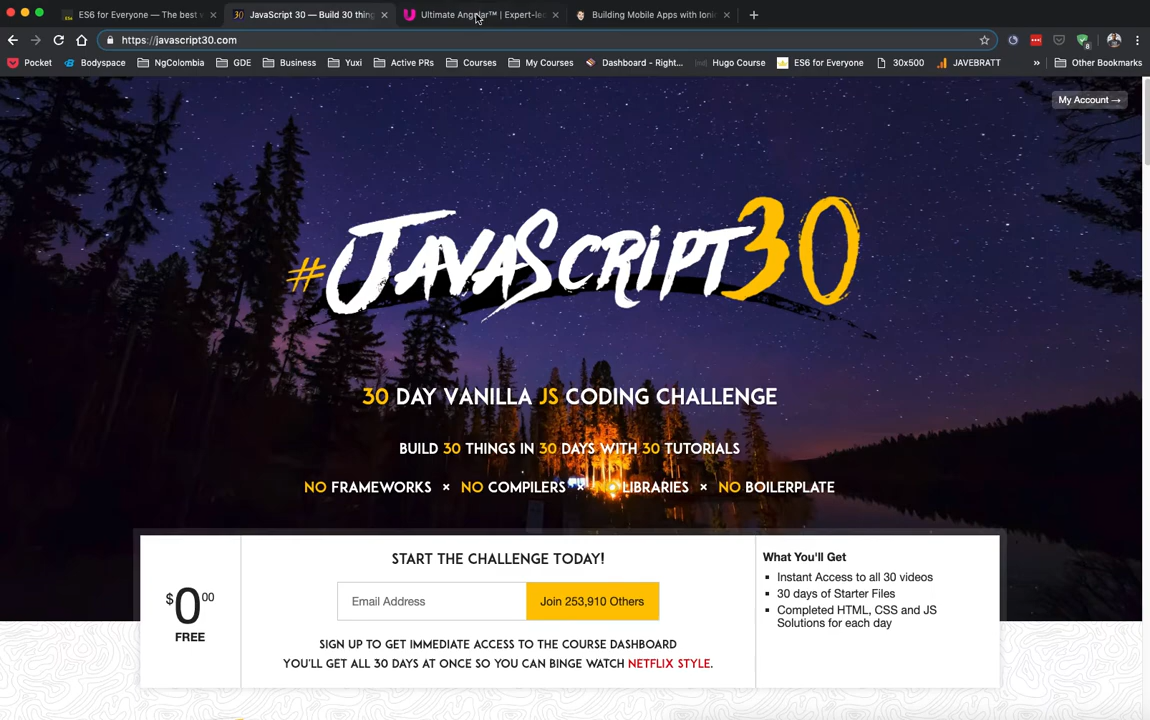 ES6 for Everyone — The best
JavaScript 30 — Build 30 thing
Ultimate Angular™ | Expert-led
Building Mobile Apps with Ionic
https://javascript30.com
Pocket
Bodyspace
NgColombia
GDE
Business
Yuxi
Active PRs
Courses
My Courses
Dashboard - Right...
Hugo Course
ES6 for Everyone
30x500
JAVEBRATT
»
Other Bookmarks
My Account →
#JAVASCRIPT30
30 DAY VANILLA JS CODING CHALLENGE
BUILD 30 THINGS IN 30 DAYS WITH 30 TUTORIALS
NO FRAMEWORKS × NO COMPILERS × NO LIBRARIES × NO BOILERPLATE
START THE CHALLENGE TODAY!
$0.00
FREE
Email Address
Join 253,910 Others
SIGN UP TO GET IMMEDIATE ACCESS TO THE COURSE DASHBOARD
YOU'LL GET ALL 30 DAYS AT ONCE SO YOU CAN BINGE WATCH NETFLIX STYLE.
What You'll Get
Instant Access to all 30 videos
30 days of Starter Files
Completed HTML, CSS and JS
Solutions for each day